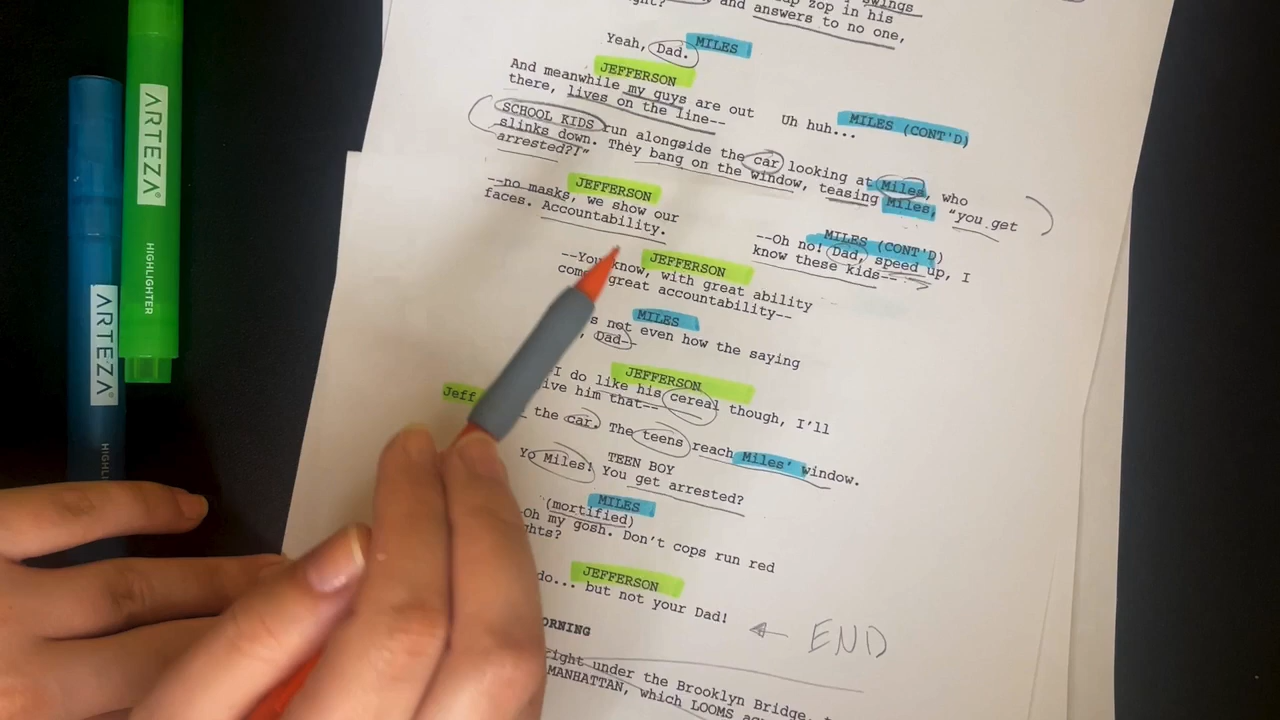 swings
zop in his
and answers to no one,
MILES
Yeah, Dad.
JEFFERSON
And meanwhile my guys are out
there, lives on the line--
MILES (CONT'D)
Uh huh...
SCHOOL KIDS run alongside the car looking at Miles, who
slinks down. They bang on the window, teasing Miles, "you get
arrested?!"
JEFFERSON
--no masks, we show our
faces. Accountability.
MILES (CONT'D)
--Oh no! Dad, speed up, I
know these kids--
JEFFERSON
--You know, with great ability
great accountability--
MILES
not even how the saying
Dad--
JEFFERSON
I do like his cereal though, I'll
him that--
Jeff
the car. The teens reach Miles' window.
TEEN BOY
Yo Miles! You get arrested?
MILES
(mortified)
Oh my gosh. Don't cops run red
JEFFERSON
do... but not your Dad!
END
under the Brooklyn Bridge,
MANHATTAN, which LOOMS
ARTEZA
HIGHLIGHTER
ARTEZA